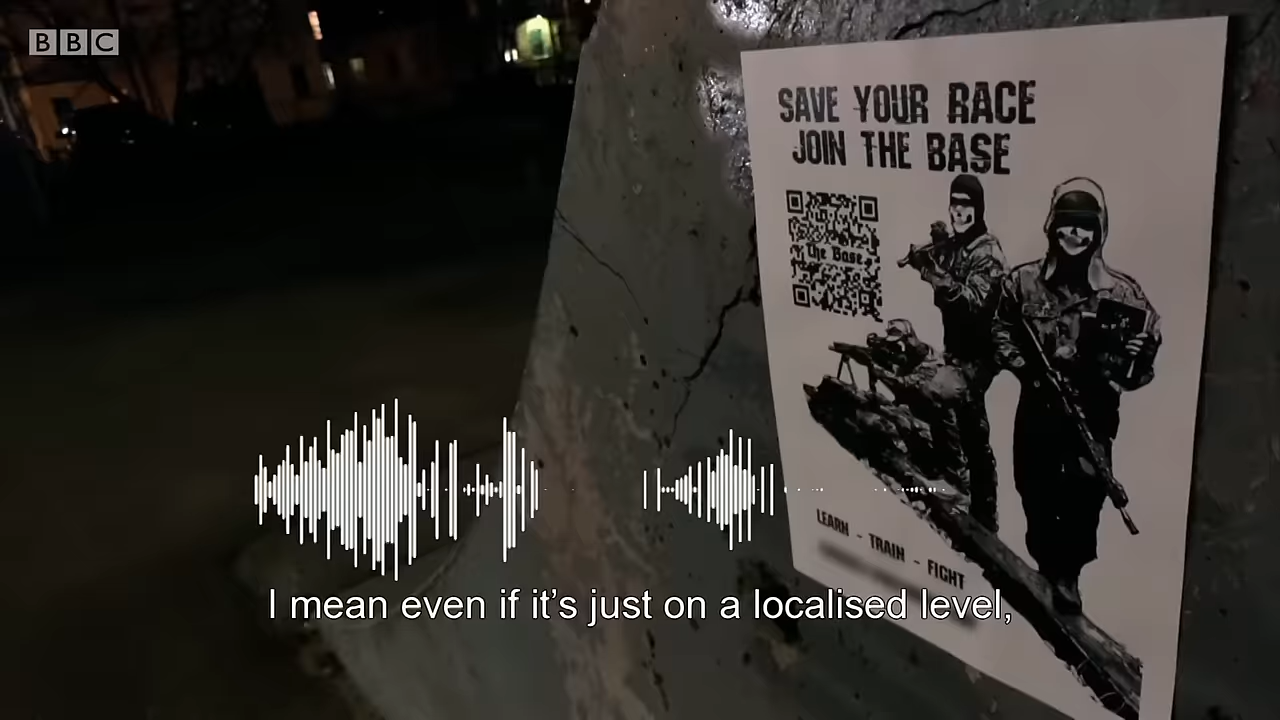 BBC
SAVE YOUR RACE
JOIN THE BASE
The Base
LEARN - TRAIN - FIGHT
I mean even if it's just on a localised level,